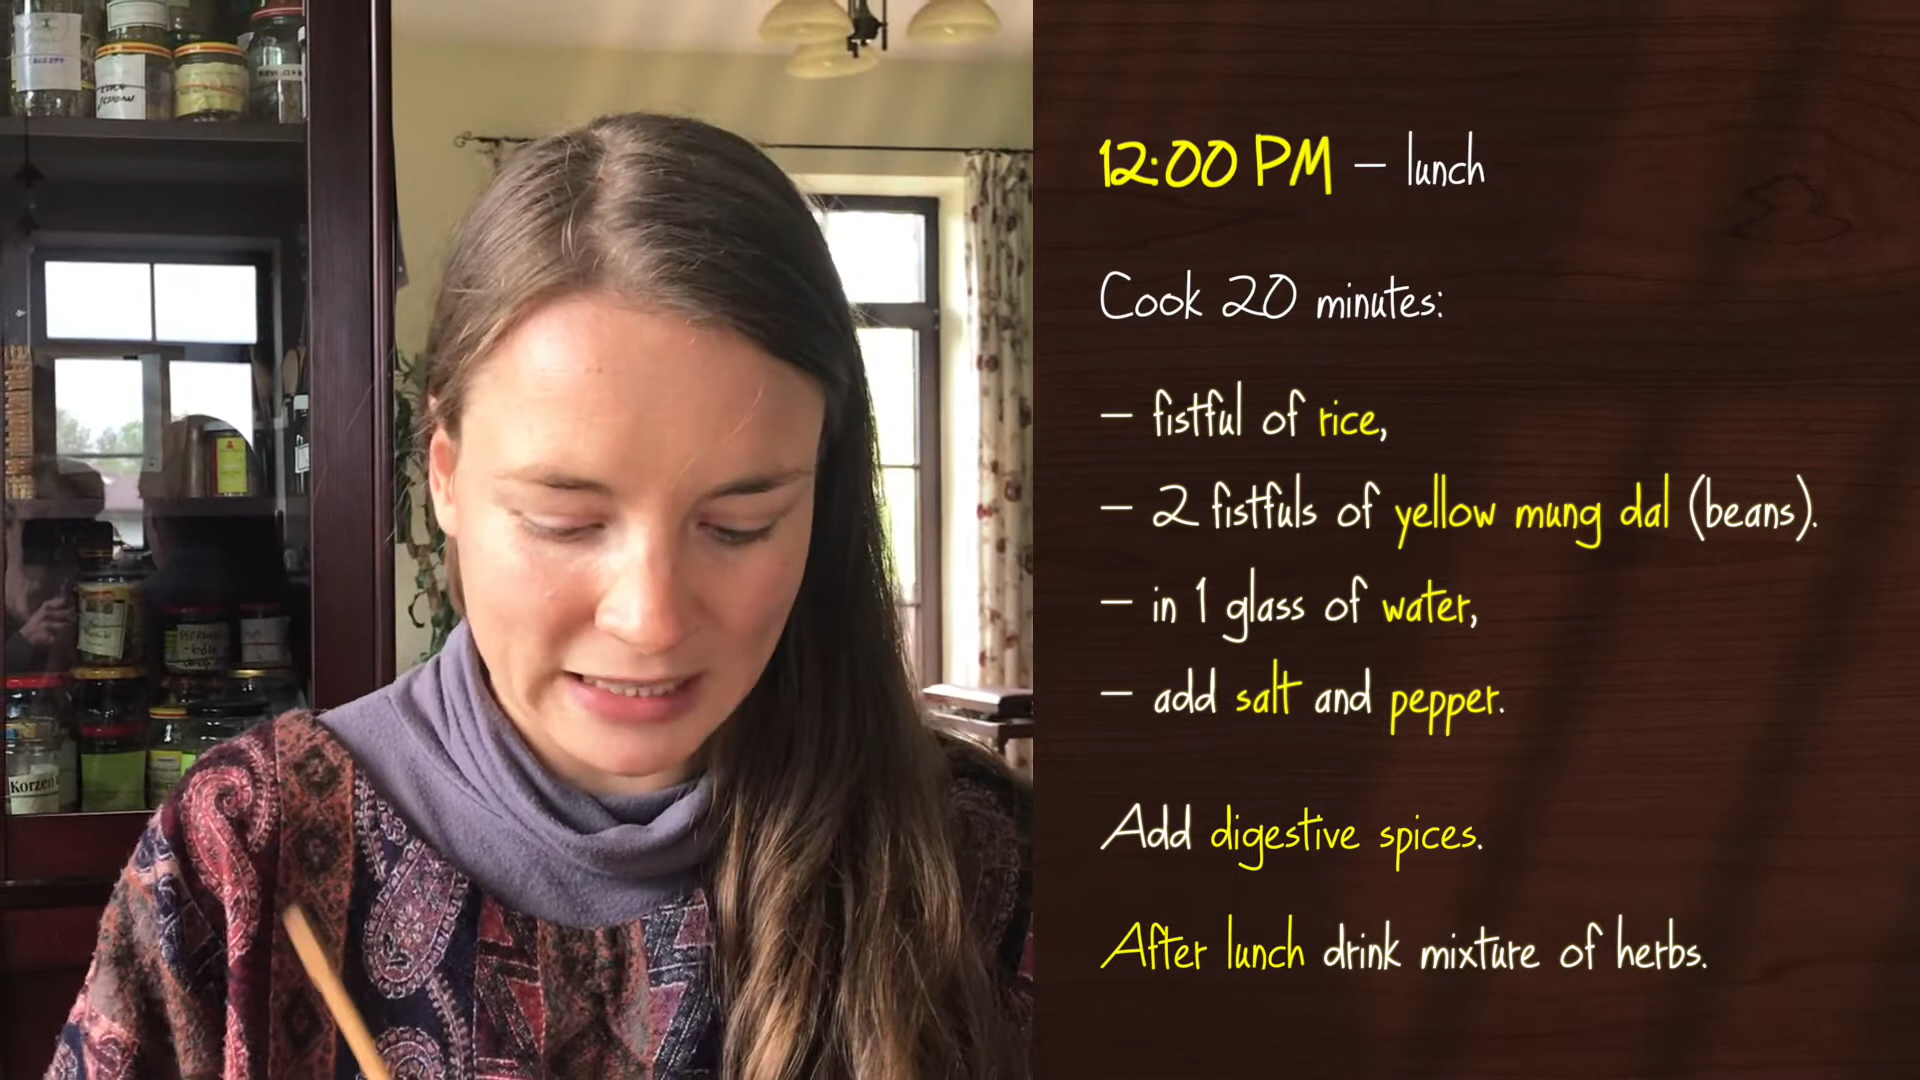 12:00 PM – lunch
Cook 20 minutes:
– fistful of rice,
– 2 fistfuls of yellow mung dal (beans).
– in 1 glass of water,
– add salt and pepper.
Add digestive spices.
After lunch drink mixture of herbs.
Korzeń